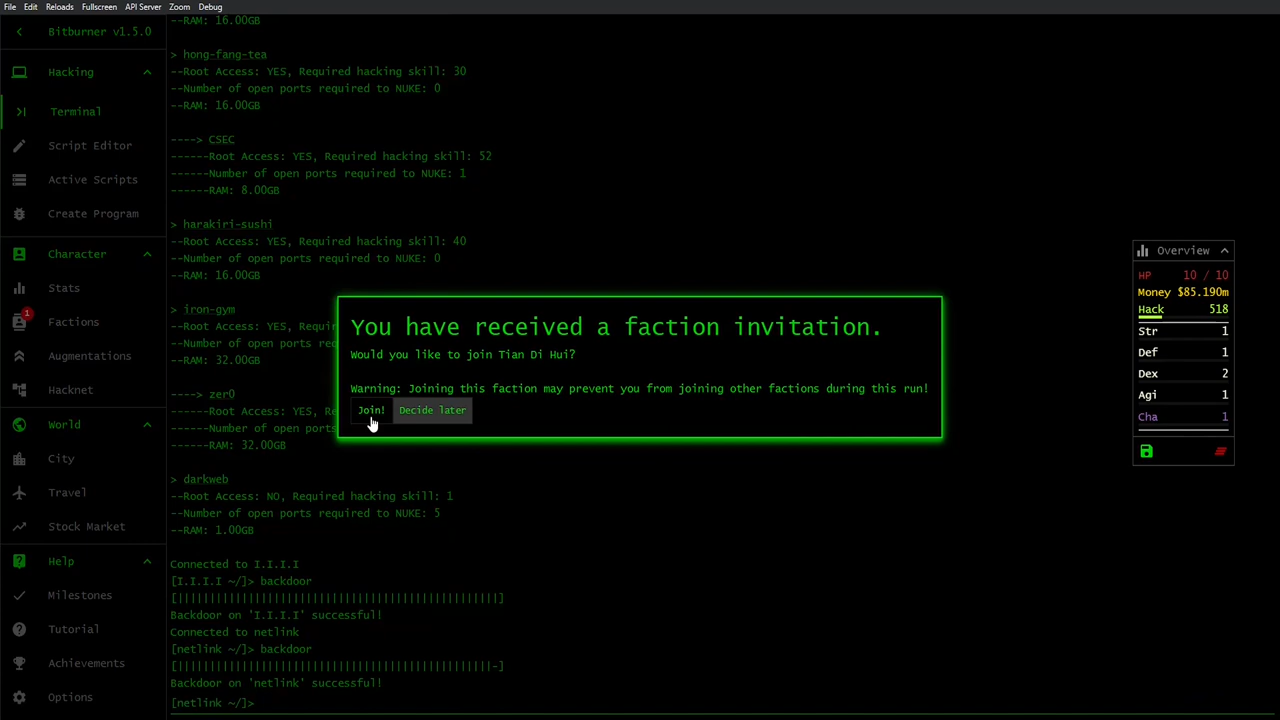 File Edit Reloads Fullscreen API Server Zoom Debug
Bitburner v1.5.0
Hacking
Terminal
Script Editor
Active Scripts
Create Program
Character
Stats
1
Factions
Augmentations
Hacknet
World
City
Travel
Stock Market
Help
Milestones
Tutorial
Achievements
Options
--RAM: 16.00GB
> hong-fang-tea
--Root Access: YES, Required hacking skill: 30
--Number of open ports required to NUKE: 0
--RAM: 16.00GB
----> CSEC
------Root Access: YES, Required hacking skill: 52
------Number of open ports required to NUKE: 1
------RAM: 8.00GB
> harakiri-sushi
--Root Access: YES, Required hacking skill: 40
--Number of open ports required to NUKE: 0
--RAM: 16.00GB
> iron-gym
--Root Access: YES, Requi
--Number of open ports re
--RAM: 32.00GB
----> zer0
------Root Access: YES, R
------Number of open port
------RAM: 32.00GB
> darkweb
--Root Access: NO, Required hacking skill: 1
--Number of open ports required to NUKE: 5
--RAM: 1.00GB
Connected to I.I.I.I
[I.I.I.I ~/]> backdoor
[||||||||||||||||||||||||||||||||||||||||||||||||||]
Backdoor on 'I.I.I.I' successful!
Connected to netlink
[netlink ~/]> backdoor
[|||||||||||||||||||||||||||||||||||||||||||||||||-]
Backdoor on 'netlink' successful!
[netlink ~/]>
You have received a faction invitation.
Would you like to join Tian Di Hui?
Warning: Joining this faction may prevent you from joining other factions during this run!
Join! Decide later
Overview
HP 10 / 10
Money $85.190m
Hack 518
Str 1
Def 1
Dex 2
Agi 1
Cha 1